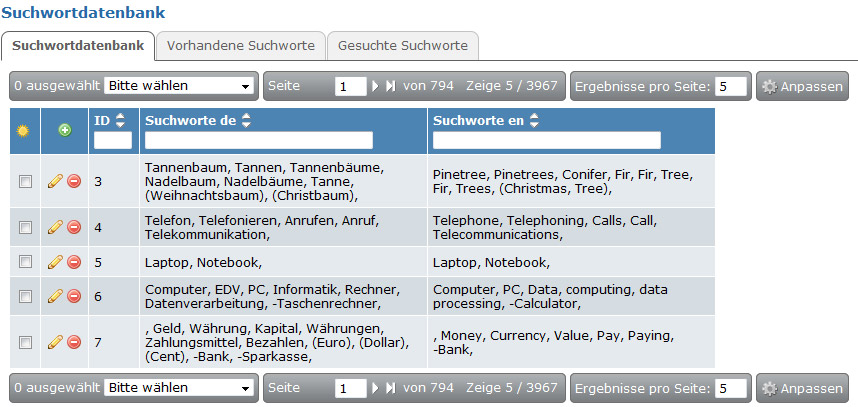 Suchwortdatenbank
Suchwortdatenbank Vorhandene Suchworte Gesuchte Suchworte
0 ausgewählt Bitte wählen Seite 1 von 794 Zeige 5 / 3967 Ergebnisse pro Seite: 5 Anpassen
ID Suchworte de Suchworte en
3
Tannenbaum, Tannen, Tannenbäume,
Nadelbaum, Nadelbäume, Tanne,
(Weihnachtsbaum), (Christbaum),
Pinetree, Pinetrees, Conifer, Fir, Fir, Tree,
Fir, Trees, (Christmas, Tree),
4
Telefon, Telefonieren, Anrufen, Anruf,
Telekommunikation,
Telephone, Telephoning, Calls, Call,
Telecommunications,
5
Laptop, Notebook,
Laptop, Notebook,
6
Computer, EDV, PC, Informatik, Rechner,
Datenverarbeitung, -Taschenrechner,
Computer, PC, Data, computing, data
processing, -Calculator,
7
, Geld, Währung, Kapital, Währungen,
Zahlungsmittel, Bezahlen, (Euro), (Dollar),
(Cent), -Bank, -Sparkasse,
, Money, Currency, Value, Pay, Paying,
-Bank,
0 ausgewählt Bitte wählen Seite 1 von 794 Zeige 5 / 3967 Ergebnisse pro Seite: 5 Anpassen